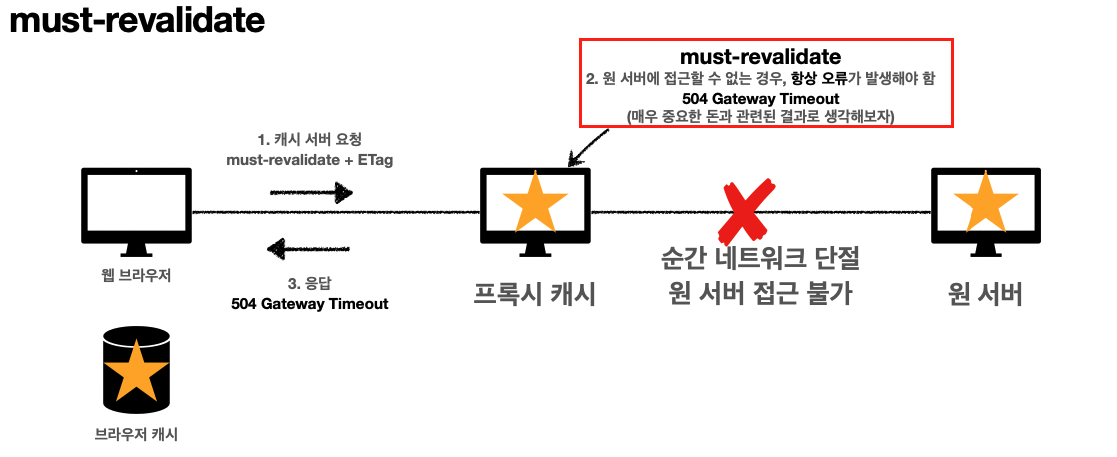 must-revalidate
must-revalidate
2. 원 서버에 접근할 수 없는 경우, 항상 오류가 발생해야 함
504 Gateway Timeout
(매우 중요한 돈과 관련된 결과로 생각해보자)
1. 캐시 서버 요청
must-revalidate + ETag
3. 응답
504 Gateway Timeout
웹 브라우저
프록시 캐시
순간 네트워크 단절
원 서버 접근 불가
원 서버
브라우저 캐시